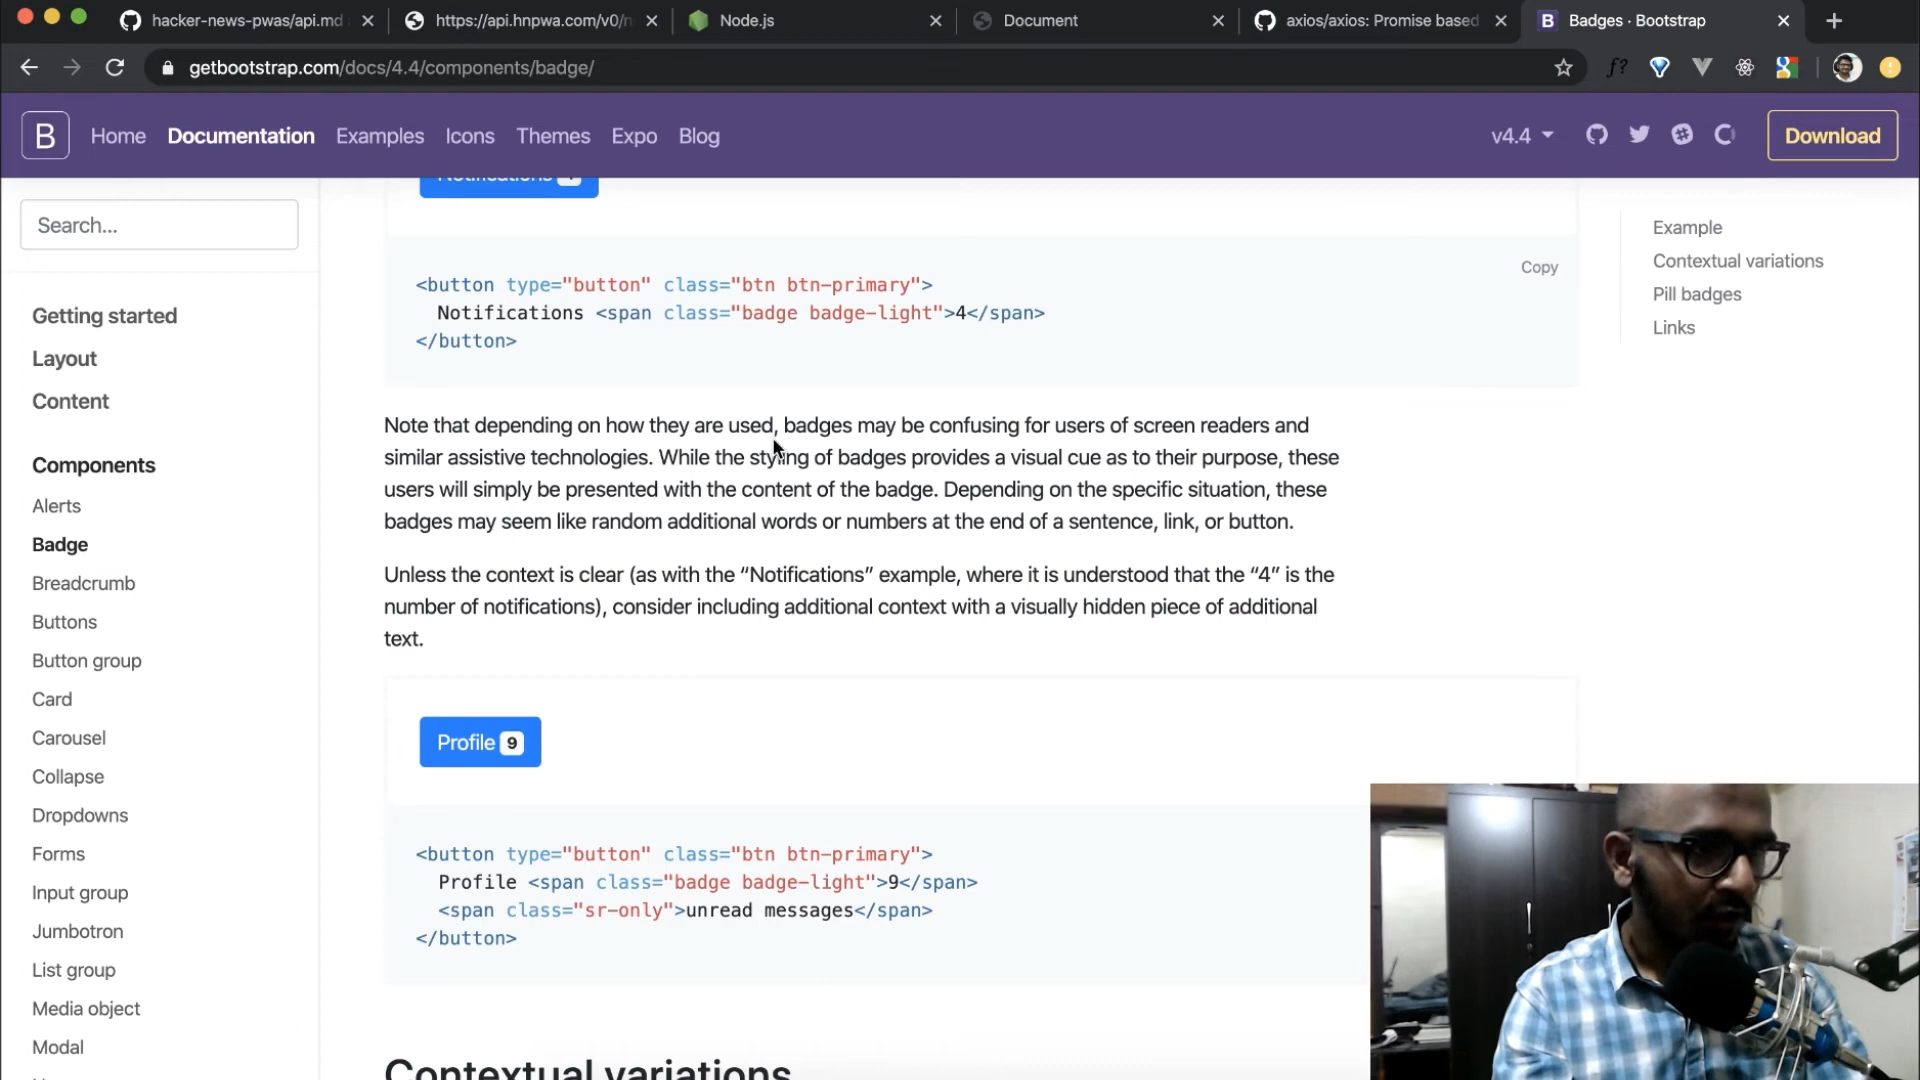 hacker-news-pwas/api.md
https://api.hnpwa.com/v0/n
Node.js
Document
axios/axios: Promise based
B
Badges · Bootstrap
getbootstrap.com/docs/4.4/components/badge/
f?
B
Home
Documentation
Examples
Icons
Themes
Expo
Blog
v4.4
Download
Search...
Getting started
Layout
Content
Components
Alerts
Badge
Breadcrumb
Buttons
Button group
Card
Carousel
Collapse
Dropdowns
Forms
Input group
Jumbotron
List group
Media object
Modal
Notifications
Copy
<button type="button" class="btn btn-primary">
Notifications <span class="badge badge-light">4</span>
</button>
Note that depending on how they are used, badges may be confusing for users of screen readers and
similar assistive technologies. While the styling of badges provides a visual cue as to their purpose, these
users will simply be presented with the content of the badge. Depending on the specific situation, these
badges may seem like random additional words or numbers at the end of a sentence, link, or button.
Unless the context is clear (as with the “Notifications” example, where it is understood that the “4” is the
number of notifications), consider including additional context with a visually hidden piece of additional
text.
Profile 9
<button type="button" class="btn btn-primary">
Profile <span class="badge badge-light">9</span>
<span class="sr-only">unread messages</span>
</button>
Contextual variations
Example
Contextual variations
Pill badges
Links